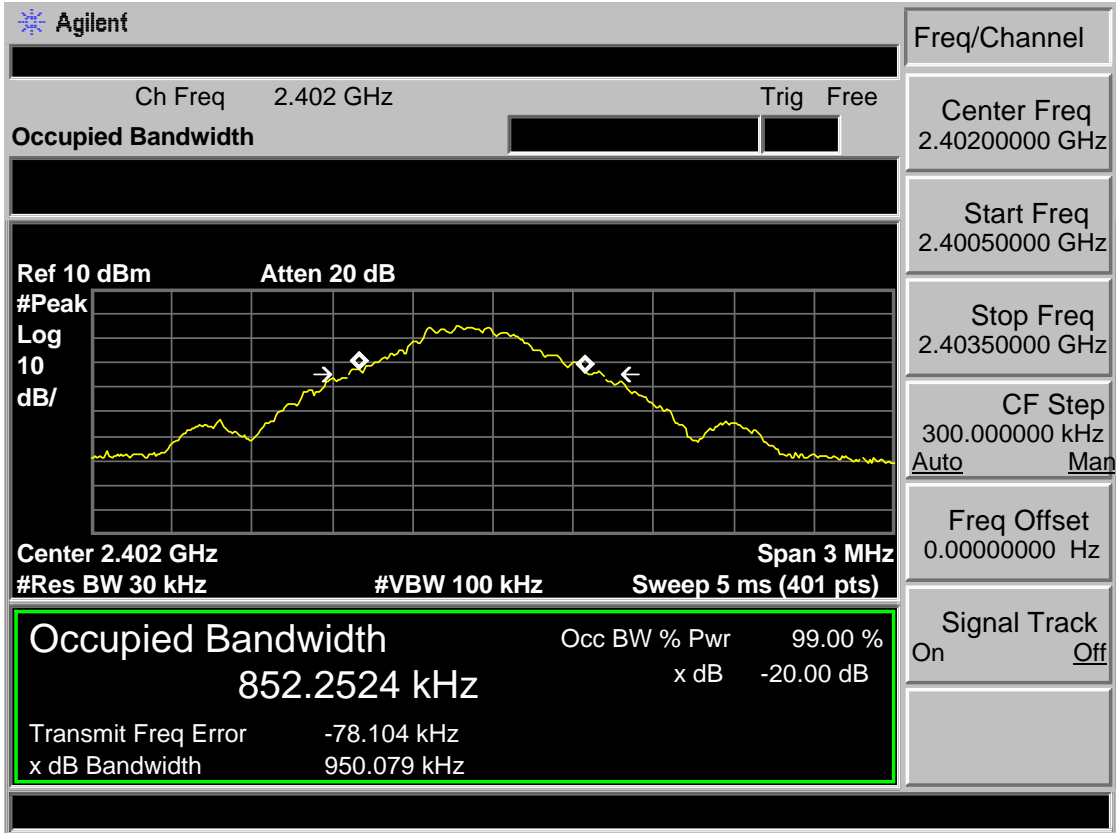 Agilent
Freq/Channel
Ch Freq 2.402 GHz Trig Free
Occupied Bandwidth
Center Freq
2.40200000 GHz
Start Freq
2.40050000 GHz
Stop Freq
2.40350000 GHz
CF Step
300.000000 kHz
Auto Man
Freq Offset
0.00000000 Hz
Signal Track
On Off
Ref 10 dBm Atten 20 dB
#Peak
Log
10
dB/
Center 2.402 GHz Span 3 MHz
#Res BW 30 kHz #VBW 100 kHz Sweep 5 ms (401 pts)
Occupied Bandwidth Occ BW % Pwr 99.00 %
852.2524 kHz x dB -20.00 dB
Transmit Freq Error -78.104 kHz
x dB Bandwidth 950.079 kHz